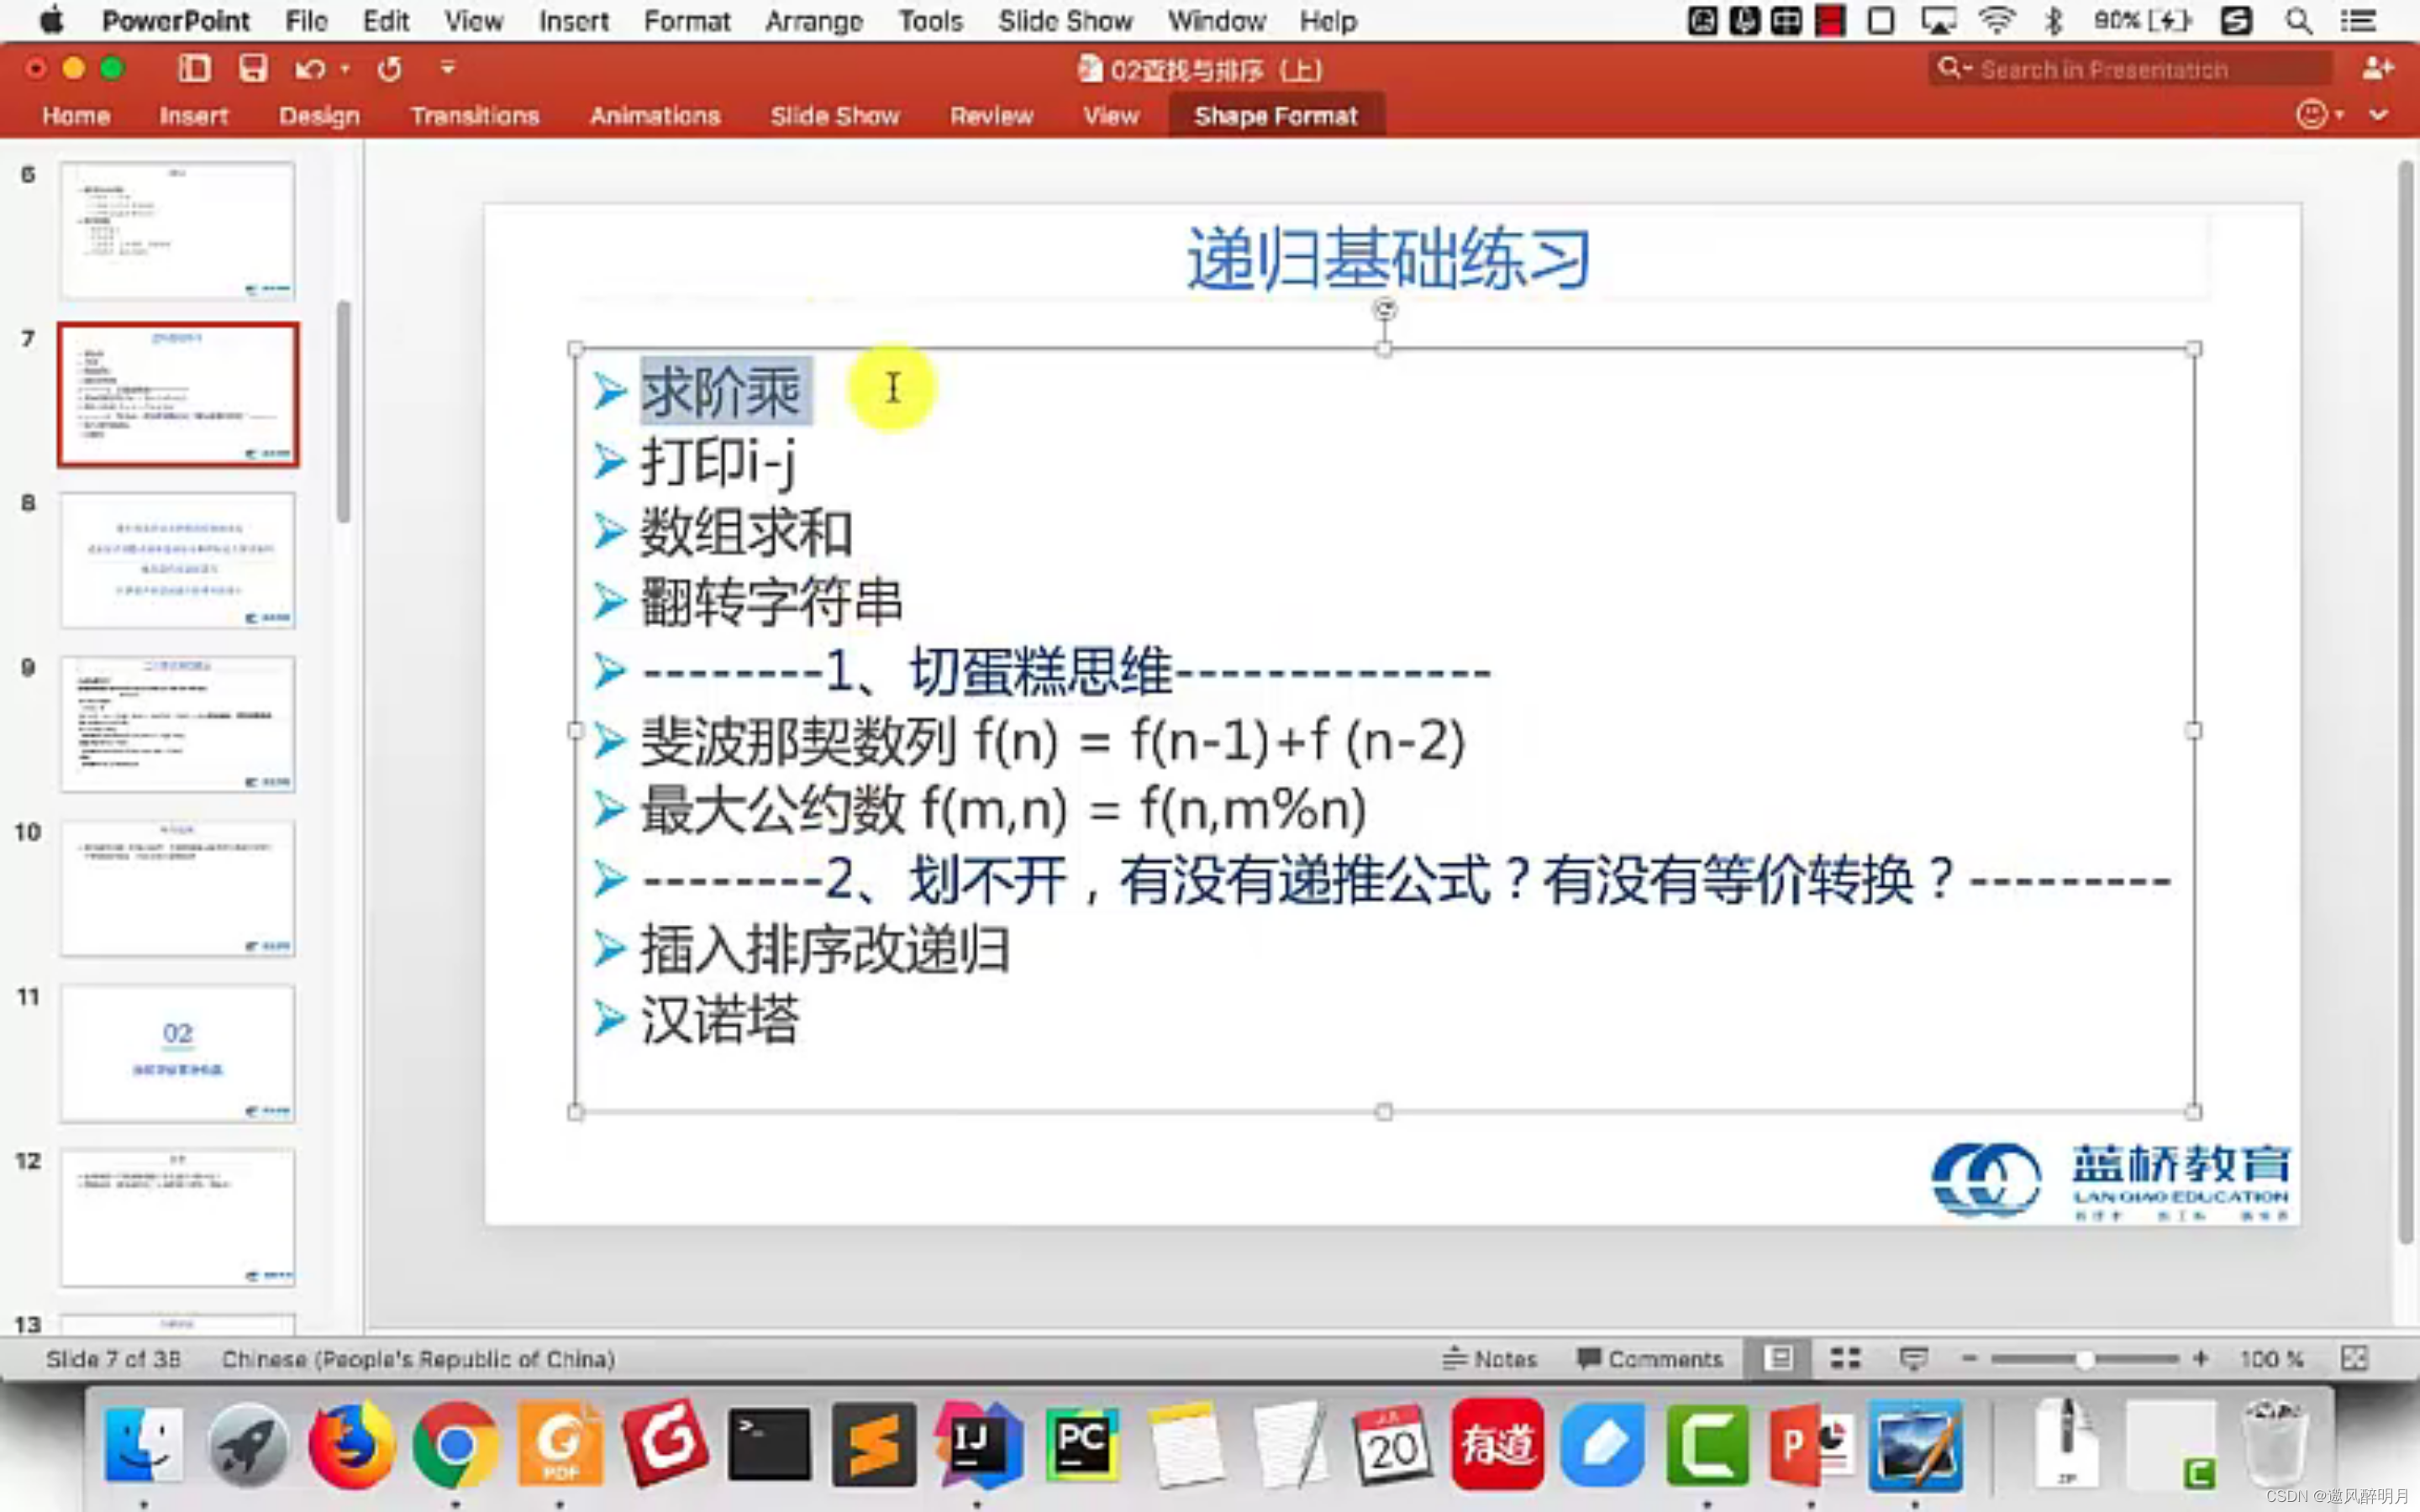 PowerPoint File Edit View Insert Format Arrange Tools Slide Show Window Help 90%
02查找与排序（上） Search in Presentation
Home Insert Design Transitions Animations Slide Show Review View Shape Format
6
7
8
9
10
11
02
12
13
递归基础练习
求阶乘
打印i-j
数组求和
翻转字符串
--------1、切蛋糕思维--------------
斐波那契数列 f(n) = f(n-1)+f (n-2)
最大公约数 f(m,n) = f(n,m%n)
--------2、划不开，有没有递推公式？有没有等价转换？---------
插入排序改递归
汉诺塔
蓝桥教育
LAN QIAO EDUCATION
Slide 7 of 38 Chinese (People's Republic of China) Notes Comments 100 %
PDF IJ PC JUL 20 有道 P ZIP
CSDN @邀风醉明月